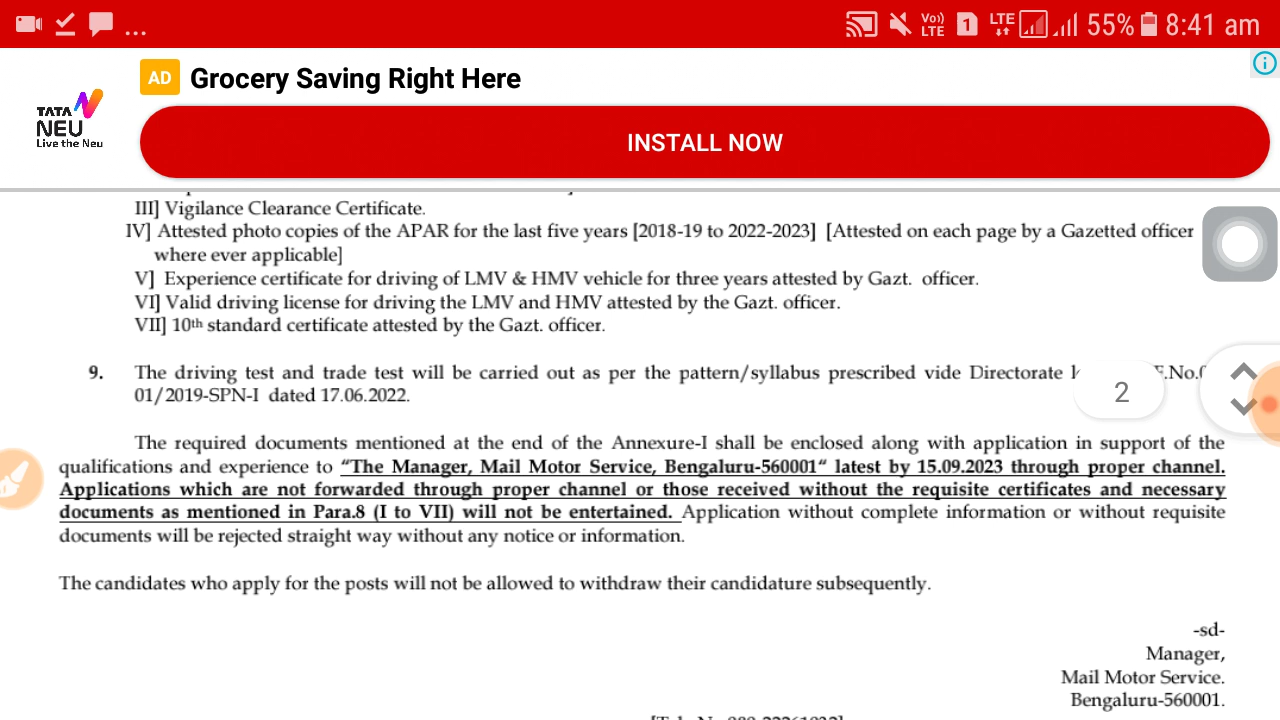 ... Vo)) LTE 1 LTE 55% 8:41 am
AD Grocery Saving Right Here
TATA
NEU
Live the Neu
INSTALL NOW
III] Vigilance Clearance Certificate.
IV] Attested photo copies of the APAR for the last five years [2018-19 to 2022-2023] [Attested on each page by a Gazetted officer
where ever applicable]
V] Experience certificate for driving of LMV & HMV vehicle for three years attested by Gazt. officer.
VI] Valid driving license for driving the LMV and HMV attested by the Gazt. officer.
VII] 10th standard certificate attested by the Gazt. officer.
9. The driving test and trade test will be carried out as per the pattern/syllabus prescribed vide Directorate
01/2019-SPN-I dated 17.06.2022.
2
The required documents mentioned at the end of the Annexure-I shall be enclosed along with application in support of the
qualifications and experience to “The Manager, Mail Motor Service, Bengaluru-560001“ latest by 15.09.2023 through proper channel.
Applications which are not forwarded through proper channel or those received without the requisite certificates and necessary
documents as mentioned in Para.8 (I to VII) will not be entertained. Application without complete information or without requisite
documents will be rejected straight way without any notice or information.
The candidates who apply for the posts will not be allowed to withdraw their candidature subsequently.
-sd-
Manager,
Mail Motor Service.
Bengaluru-560001.